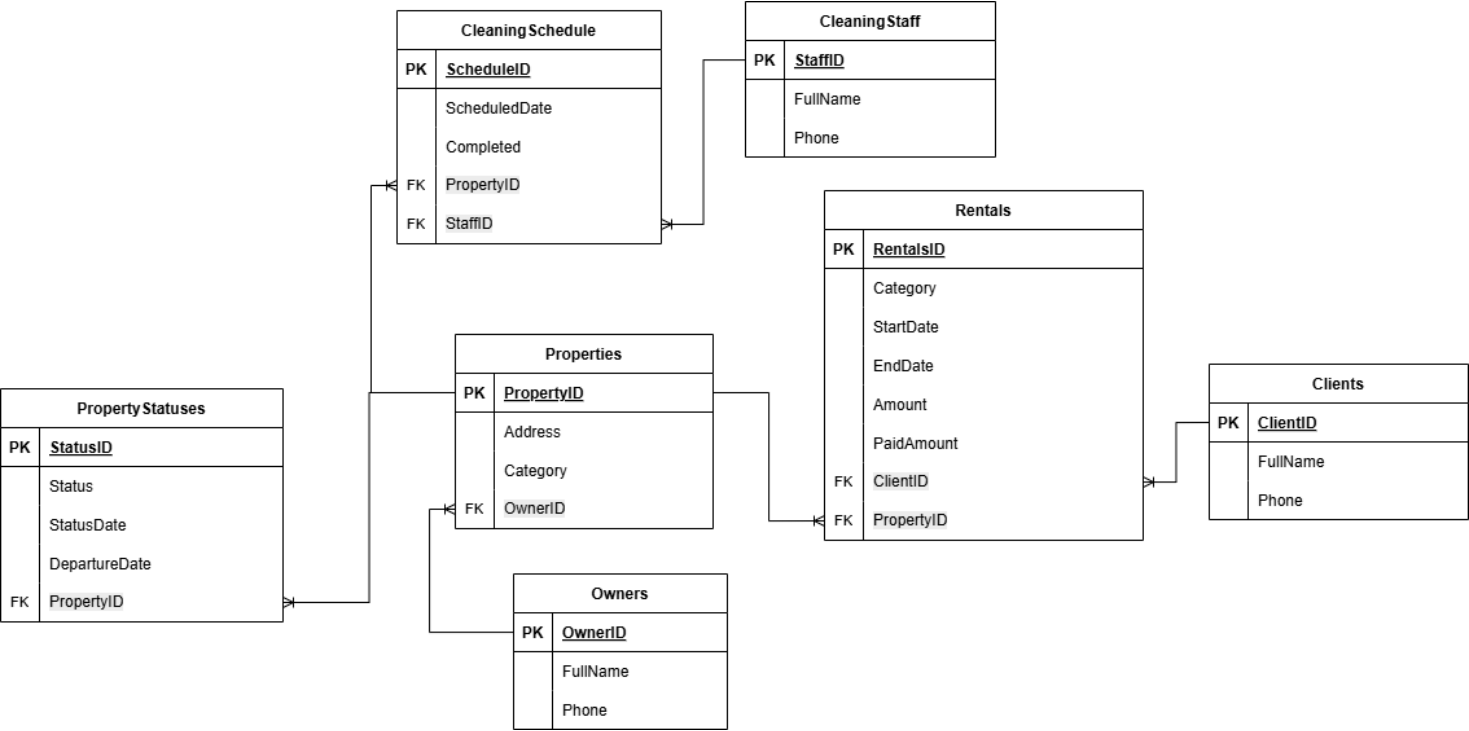 CleaningSchedule
PK ScheduleID
ScheduledDate
Completed
FK PropertyID
FK StaffID
CleaningStaff
PK StaffID
FullName
Phone
Rentals
PK RentalsID
Category
StartDate
EndDate
Amount
PaidAmount
FK ClientID
FK PropertyID
Properties
PK PropertyID
Address
Category
FK OwnerID
Clients
PK ClientID
FullName
Phone
PropertyStatuses
PK StatusID
Status
StatusDate
DepartureDate
FK PropertyID
Owners
PK OwnerID
FullName
Phone